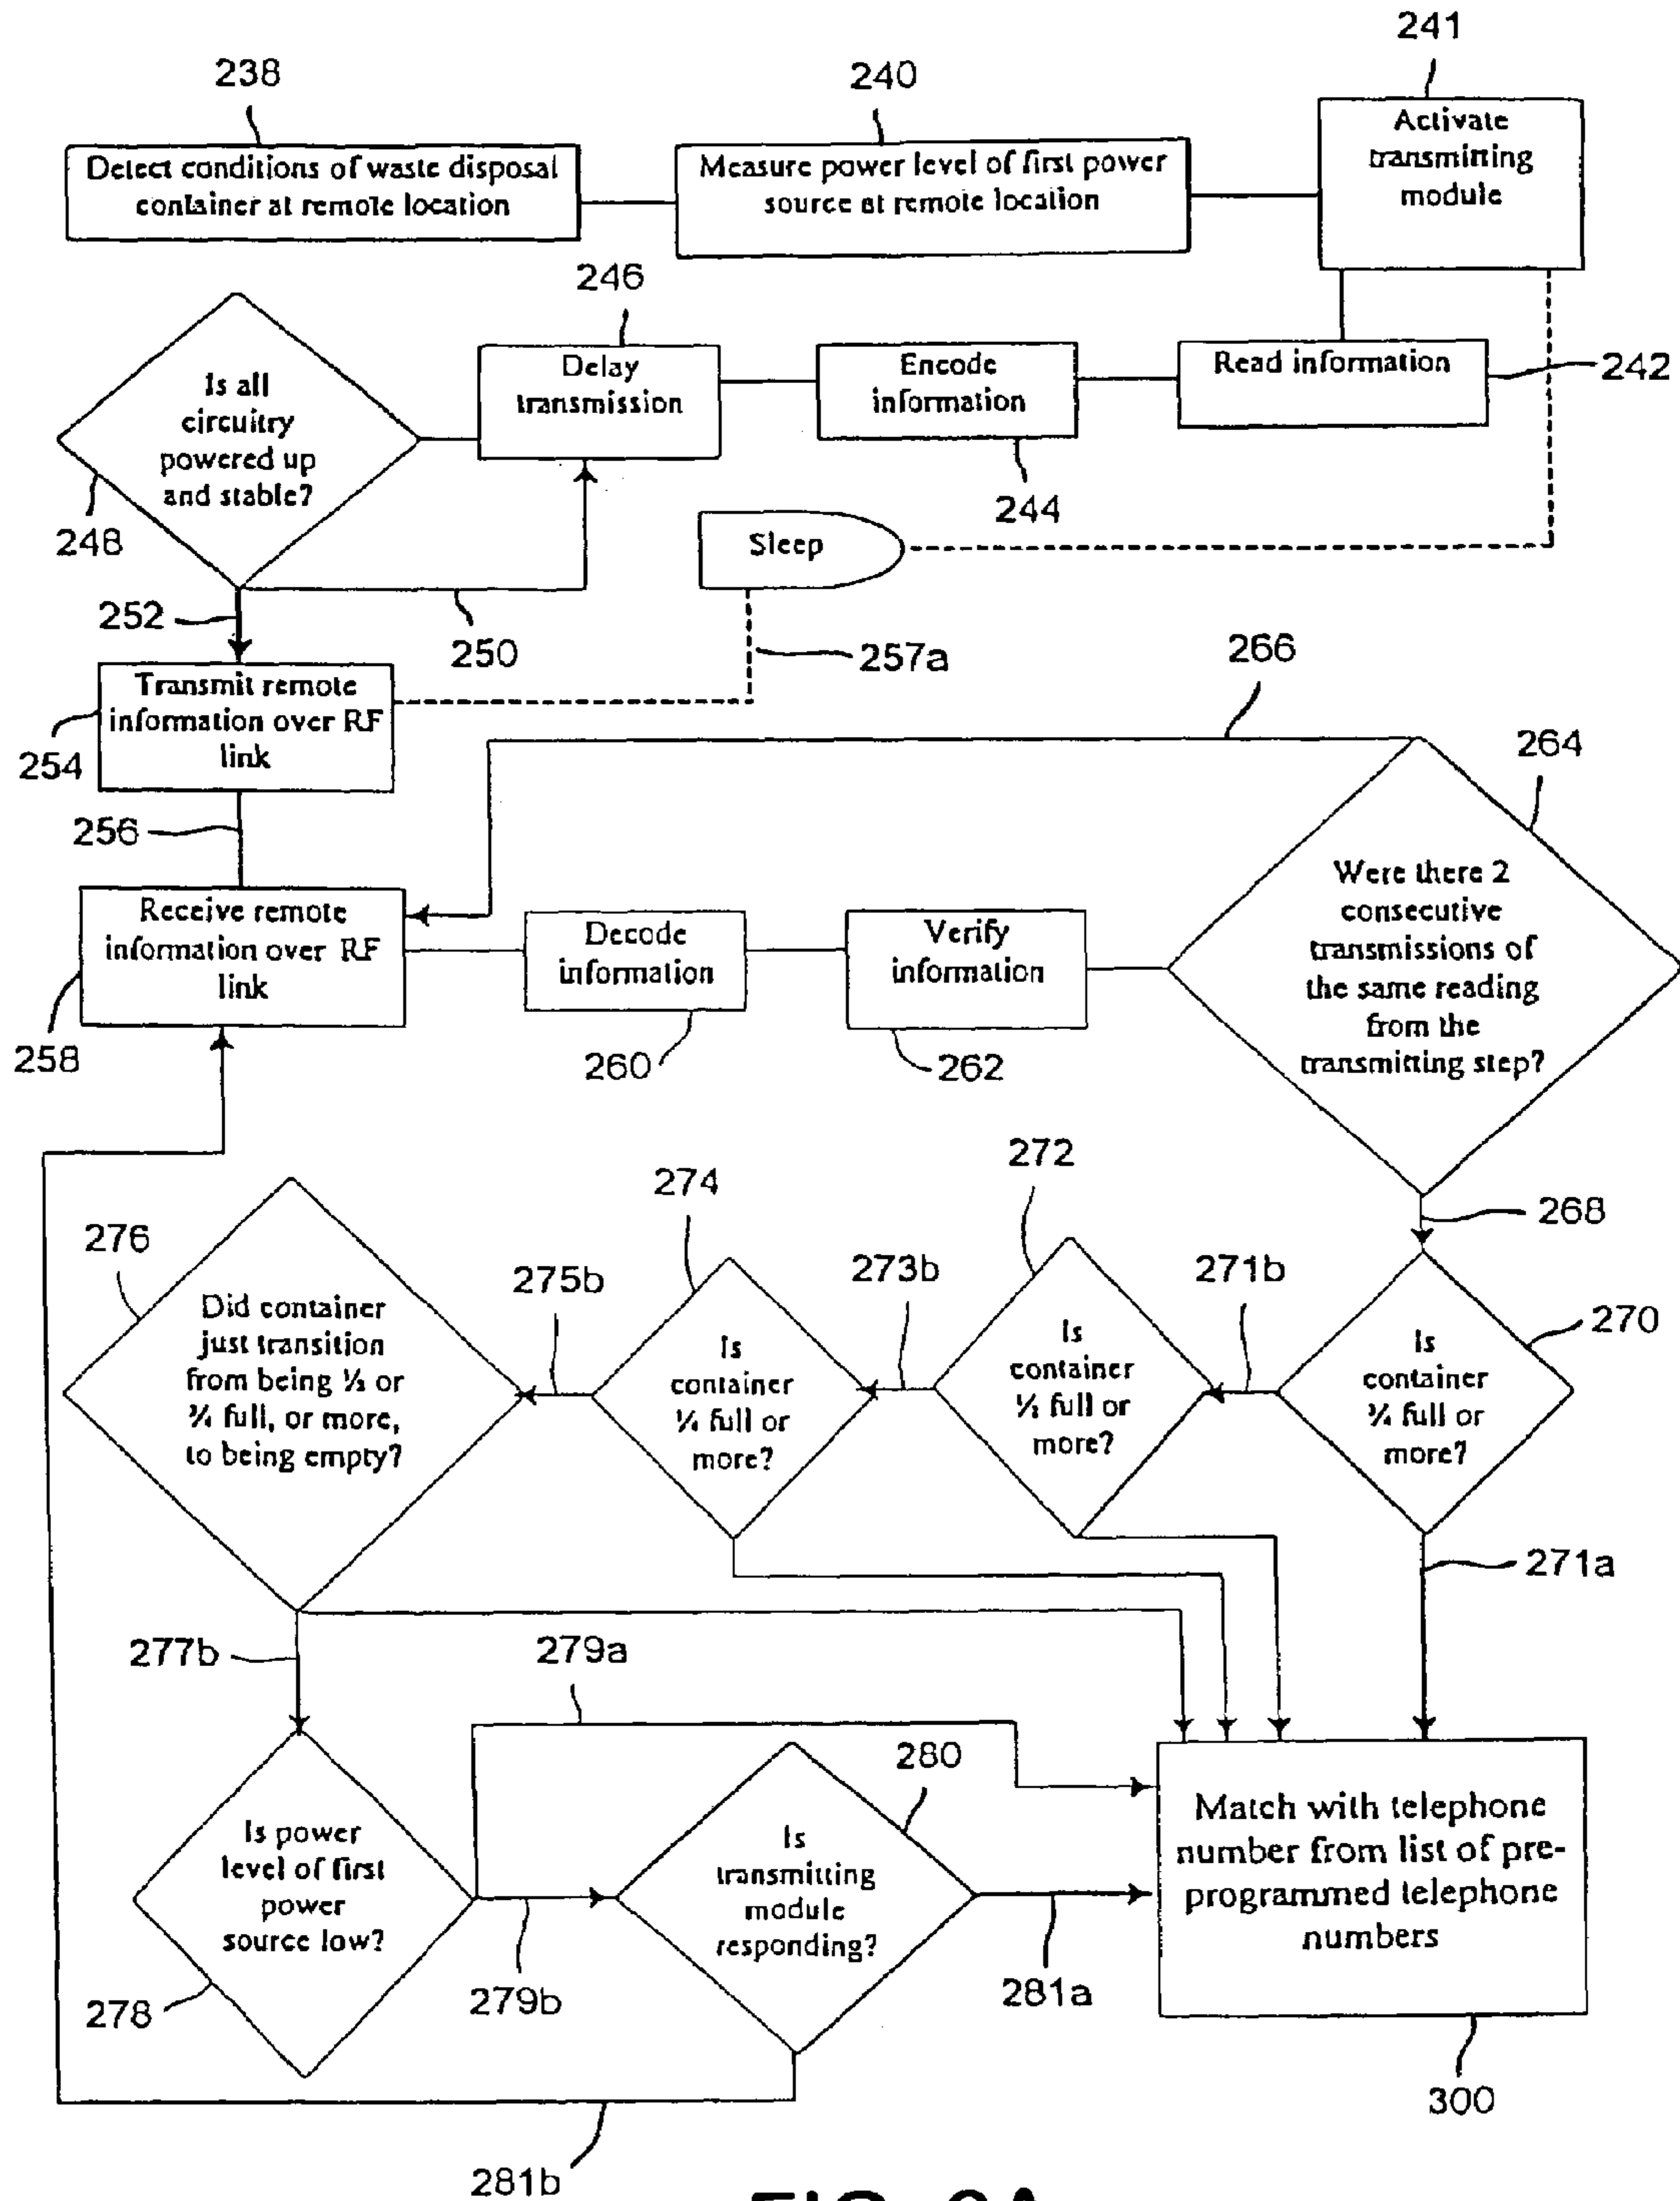 241
238
240
Activate
transmitting
module
Detect conditions of waste disposal
container at remote location
Measure power level of first power
source at remote location
246
Is all
circuitry
powered up
and stable?
Delay
transmission
Encode
information
Read information
242
248
244
Sleep
252
250
257a
266
Transmit remote
information over RF
link
254
264
256
Were there 2
consecutive
transmissions of
the same reading
from the
transmitting step?
Receive remote
information over RF
link
Decode
information
Verify
information
258
260
262
272
274
268
276
275b
273b
271b
270
Did container
just transition
from being ½ or
¾ full, or more,
to being empty?
Is
container
¼ full or
more?
Is
container
½ full or
more?
Is
container
¾ full or
more?
271a
277b
279a
280
Is power
level of first
power
source low?
Is
transmitting
module
responding?
Match with telephone
number from list of pre-
programmed telephone
numbers
278
279b
281a
300
281b